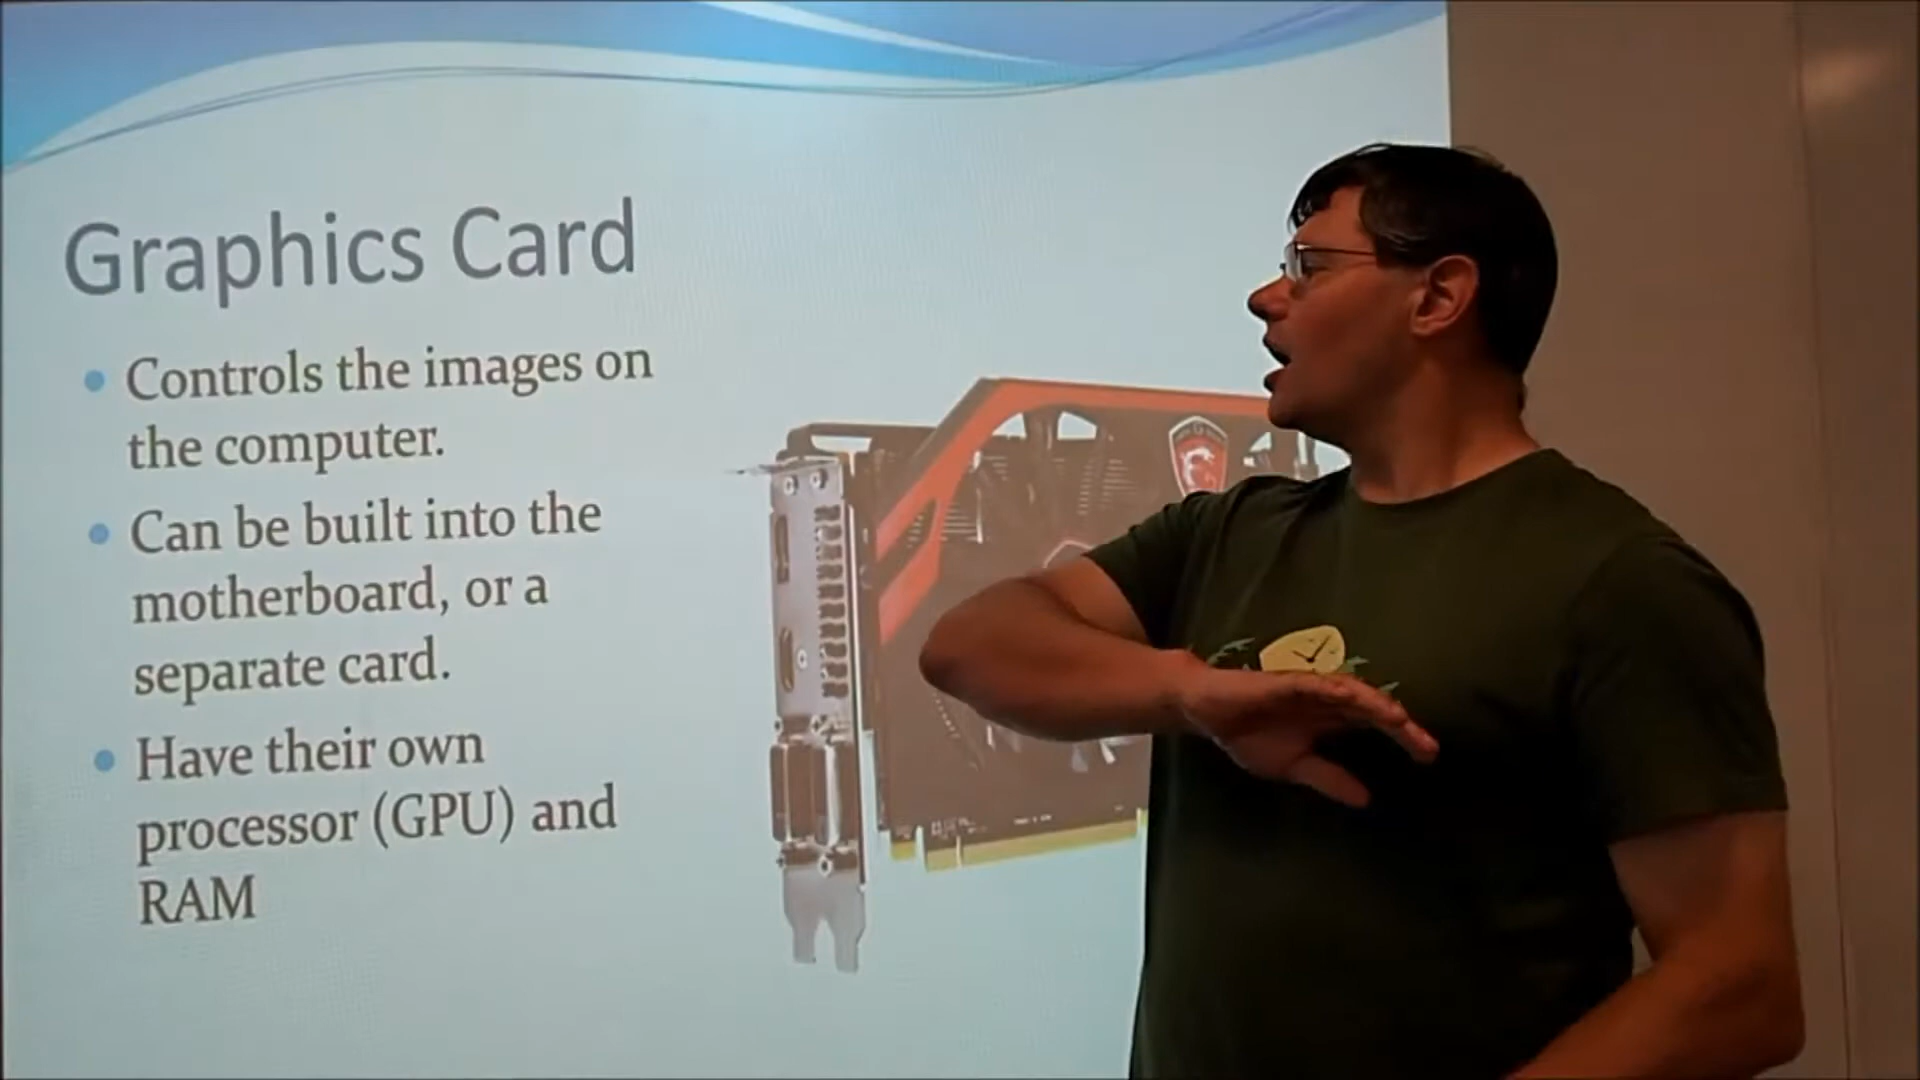 Graphics Card
Controls the images on
the computer.
Can be built into the
motherboard, or a
separate card.
Have their own
processor (GPU) and
RAM